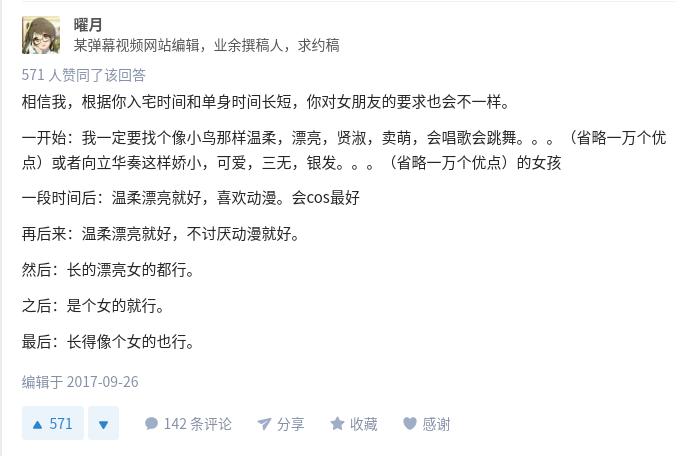 曜月
某弹幕视频网站编辑，业余撰稿人，求约稿
571 人赞同了该回答
相信我，根据你入宅时间和单身时间长短，你对女朋友的要求也会不一样。
一开始：我一定要找个像小鸟那样温柔，漂亮，贤淑，卖萌，会唱歌会跳舞。。。（省略一万个优
点）或者向立华奏这样娇小，可爱，三无，银发。。。（省略一万个优点）的女孩
一段时间后：温柔漂亮就好，喜欢动漫。会cos最好
再后来：温柔漂亮就好，不讨厌动漫就好。
然后：长的漂亮女的都行。
之后：是个女的就行。
最后：长得像个女的也行。
编辑于 2017-09-26
571 142 条评论 分享 收藏 感谢